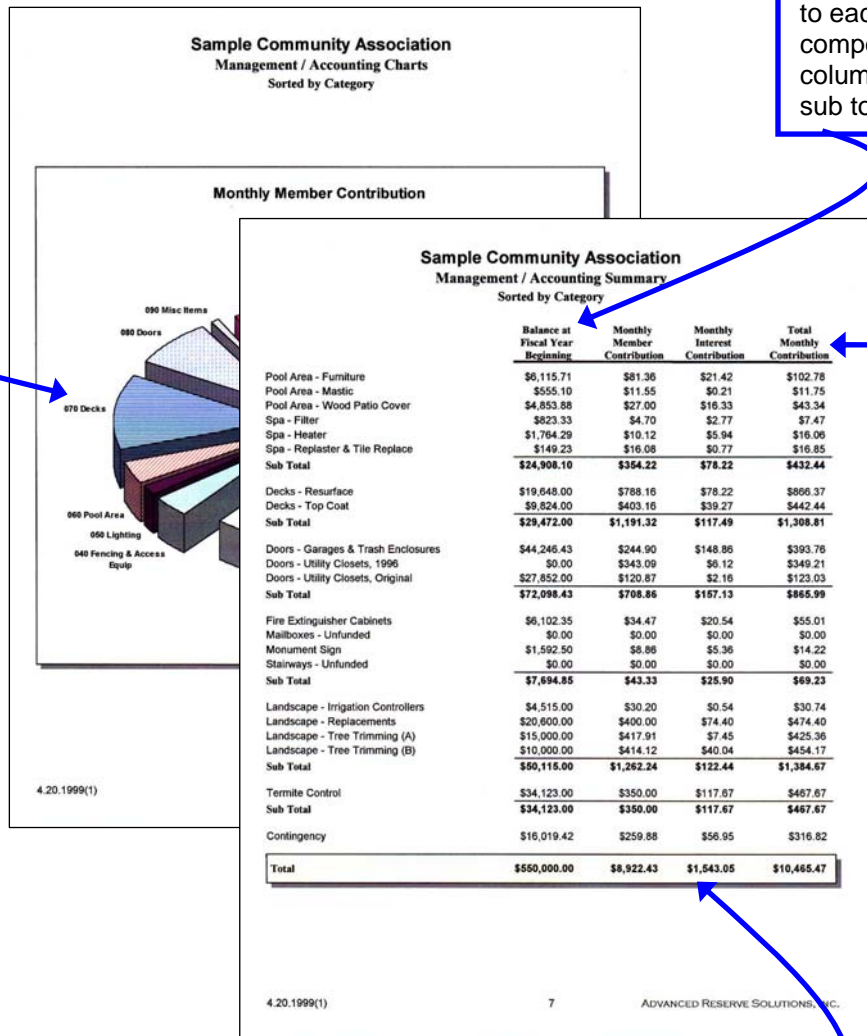 to eac
compo
colum
sub to
Sample Community Association
Management / Accounting Charts
Sorted by Category
Monthly Member Contribution
090 Misc Items
080 Doors
070 Decks
060 Pool Area
050 Lighting
040 Fencing & Access
Equip
4.20.1999(1)
Sample Community Association
Management / Accounting Summary
Sorted by Category
Balance at Fiscal Year Beginning Monthly Member Contribution Monthly Interest Contribution Total Monthly Contribution
Pool Area - Furniture $6,115.71 $81.36 $21.42 $102.78
Pool Area - Mastic $555.10 $11.55 $0.21 $11.75
Pool Area - Wood Patio Cover $4,853.88 $27.00 $16.33 $43.34
Spa - Filter $823.33 $4.70 $2.77 $7.47
Spa - Heater $1,764.29 $10.12 $5.94 $16.06
Spa - Replaster & Tile Replace $149.23 $16.08 $0.77 $16.85
Sub Total $24,908.10 $354.22 $78.22 $432.44
Decks - Resurface $19,648.00 $788.16 $78.22 $866.37
Decks - Top Coat $9,824.00 $403.16 $39.27 $442.44
Sub Total $29,472.00 $1,191.32 $117.49 $1,308.81
Doors - Garages & Trash Enclosures $44,246.43 $244.90 $148.86 $393.76
Doors - Utility Closets, 1996 $0.00 $343.09 $6.12 $349.21
Doors - Utility Closets, Original $27,852.00 $120.87 $2.16 $123.03
Sub Total $72,098.43 $708.86 $157.13 $865.99
Fire Extinguisher Cabinets $6,102.35 $34.47 $20.54 $55.01
Mailboxes - Unfunded $0.00 $0.00 $0.00 $0.00
Monument Sign $1,592.50 $8.86 $5.36 $14.22
Stairways - Unfunded $0.00 $0.00 $0.00 $0.00
Sub Total $7,694.85 $43.33 $25.90 $69.23
Landscape - Irrigation Controllers $4,515.00 $30.20 $0.54 $30.74
Landscape - Replacements $20,600.00 $400.00 $74.40 $474.40
Landscape - Tree Trimming (A) $15,000.00 $417.91 $7.45 $425.36
Landscape - Tree Trimming (B) $10,000.00 $414.12 $40.04 $454.17
Sub Total $50,115.00 $1,262.24 $122.44 $1,384.67
Termite Control $34,123.00 $350.00 $117.67 $467.67
Sub Total $34,123.00 $350.00 $117.67 $467.67
Contingency $16,019.42 $259.88 $56.95 $316.82
Total $550,000.00 $8,922.43 $1,543.05 $10,465.47
4.20.1999(1) 7 ADVANCED RESERVE SOLUTIONS, INC.